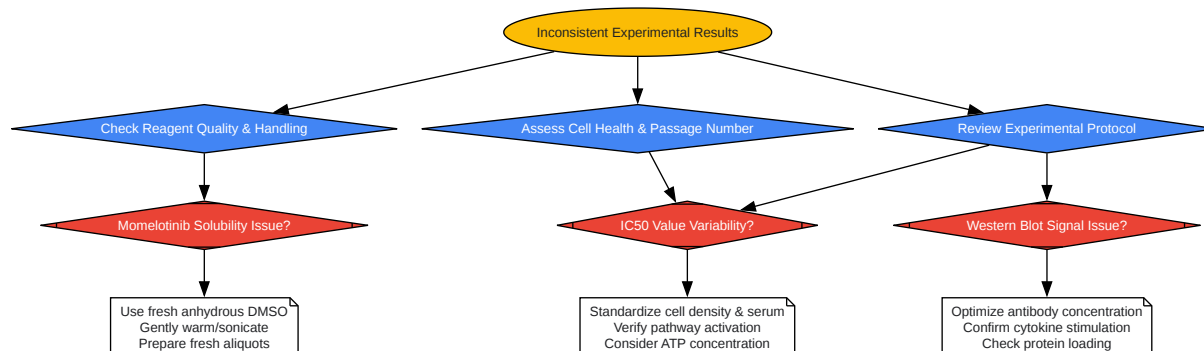 Inconsistent Experimental Results
Check Reagent Quality & Handling
Assess Cell Health & Passage Number
Review Experimental Protocol
Momelotinib Solubility Issue?
IC50 Value Variability?
Western Blot Signal Issue?
Use fresh anhydrous DMSO
Gently warm/sonicate
Prepare fresh aliquots
Standardize cell density & serum
Verify pathway activation
Consider ATP concentration
Optimize antibody concentration
Confirm cytokine stimulation
Check protein loading